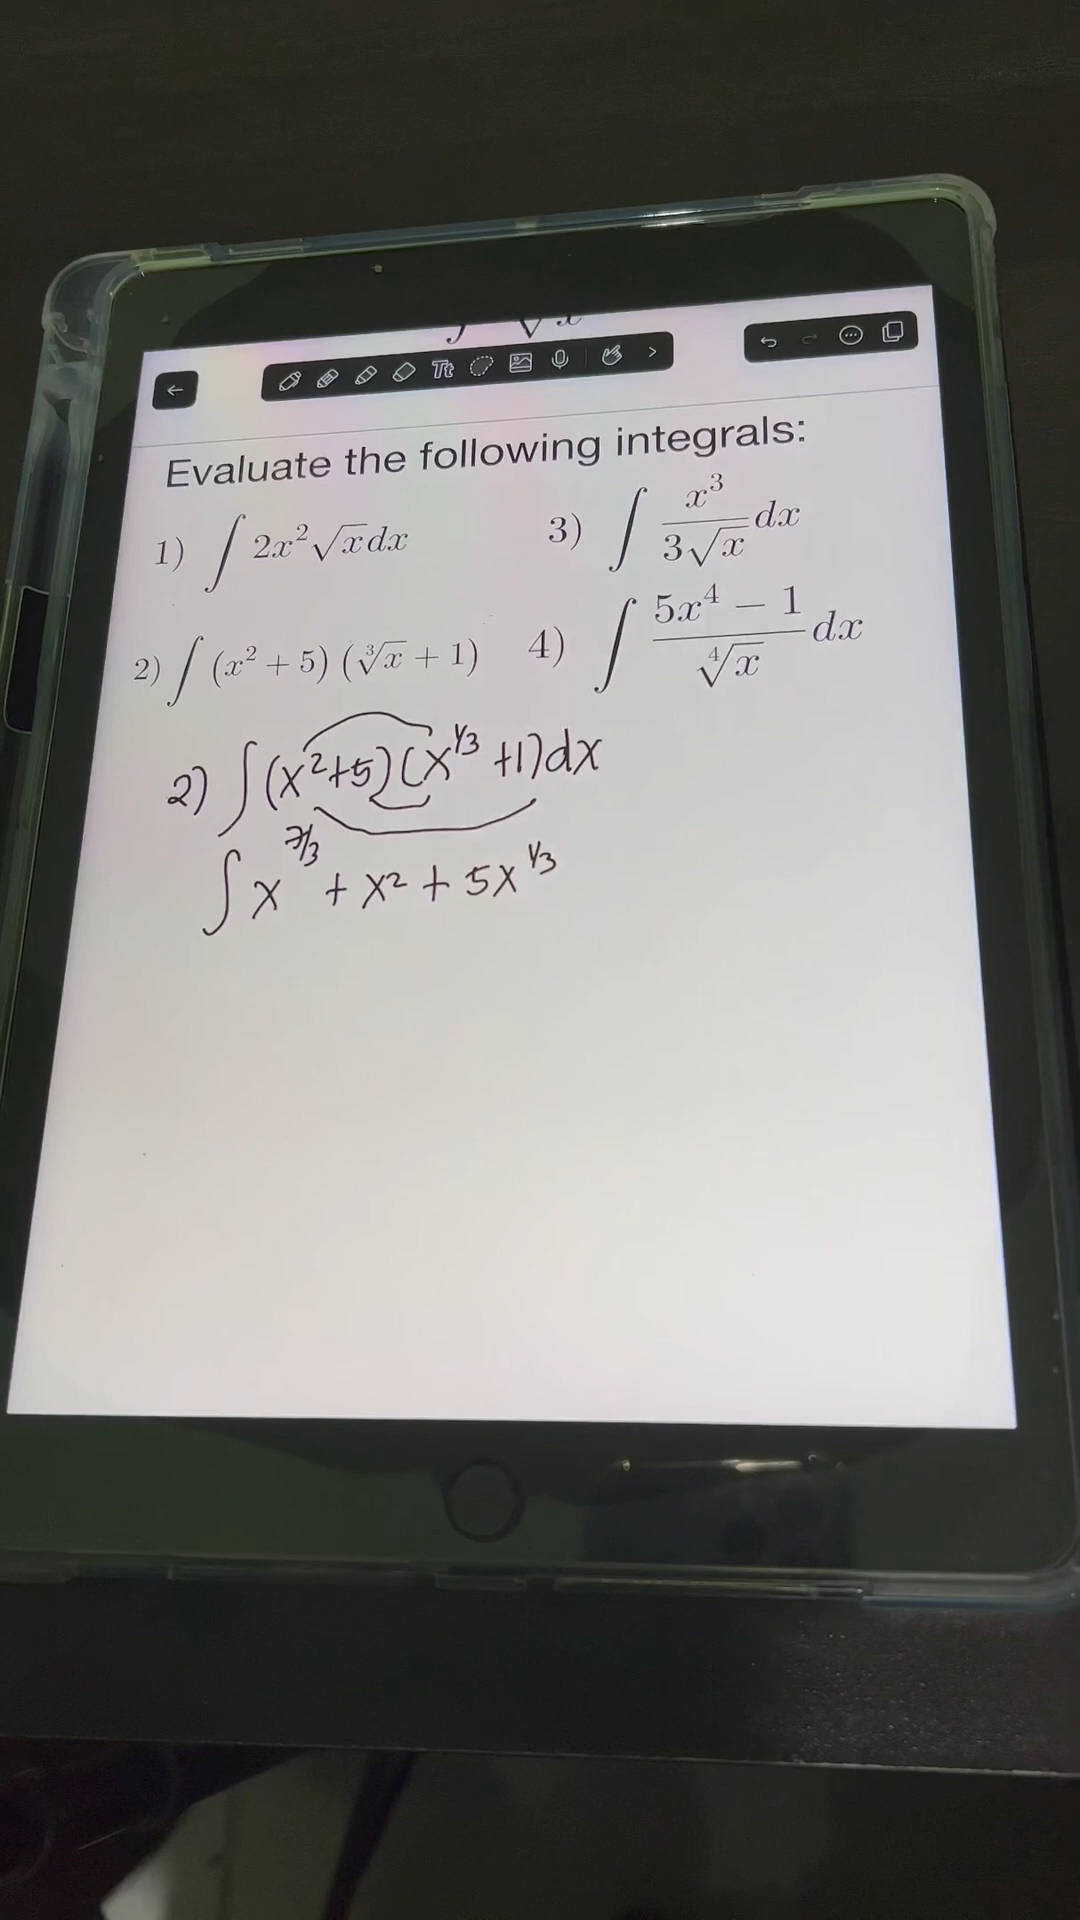 Evaluate the following integrals:
1) ∫ 2x²√x dx
3) ∫ x³/(3√x) dx
2) ∫ (x² + 5) (∛x + 1)
4) ∫ (5x⁴ − 1)/∜x dx
2) ∫(x²+5)(x^1/3 +1)dx
∫x^7/3 + x² + 5x^1/3